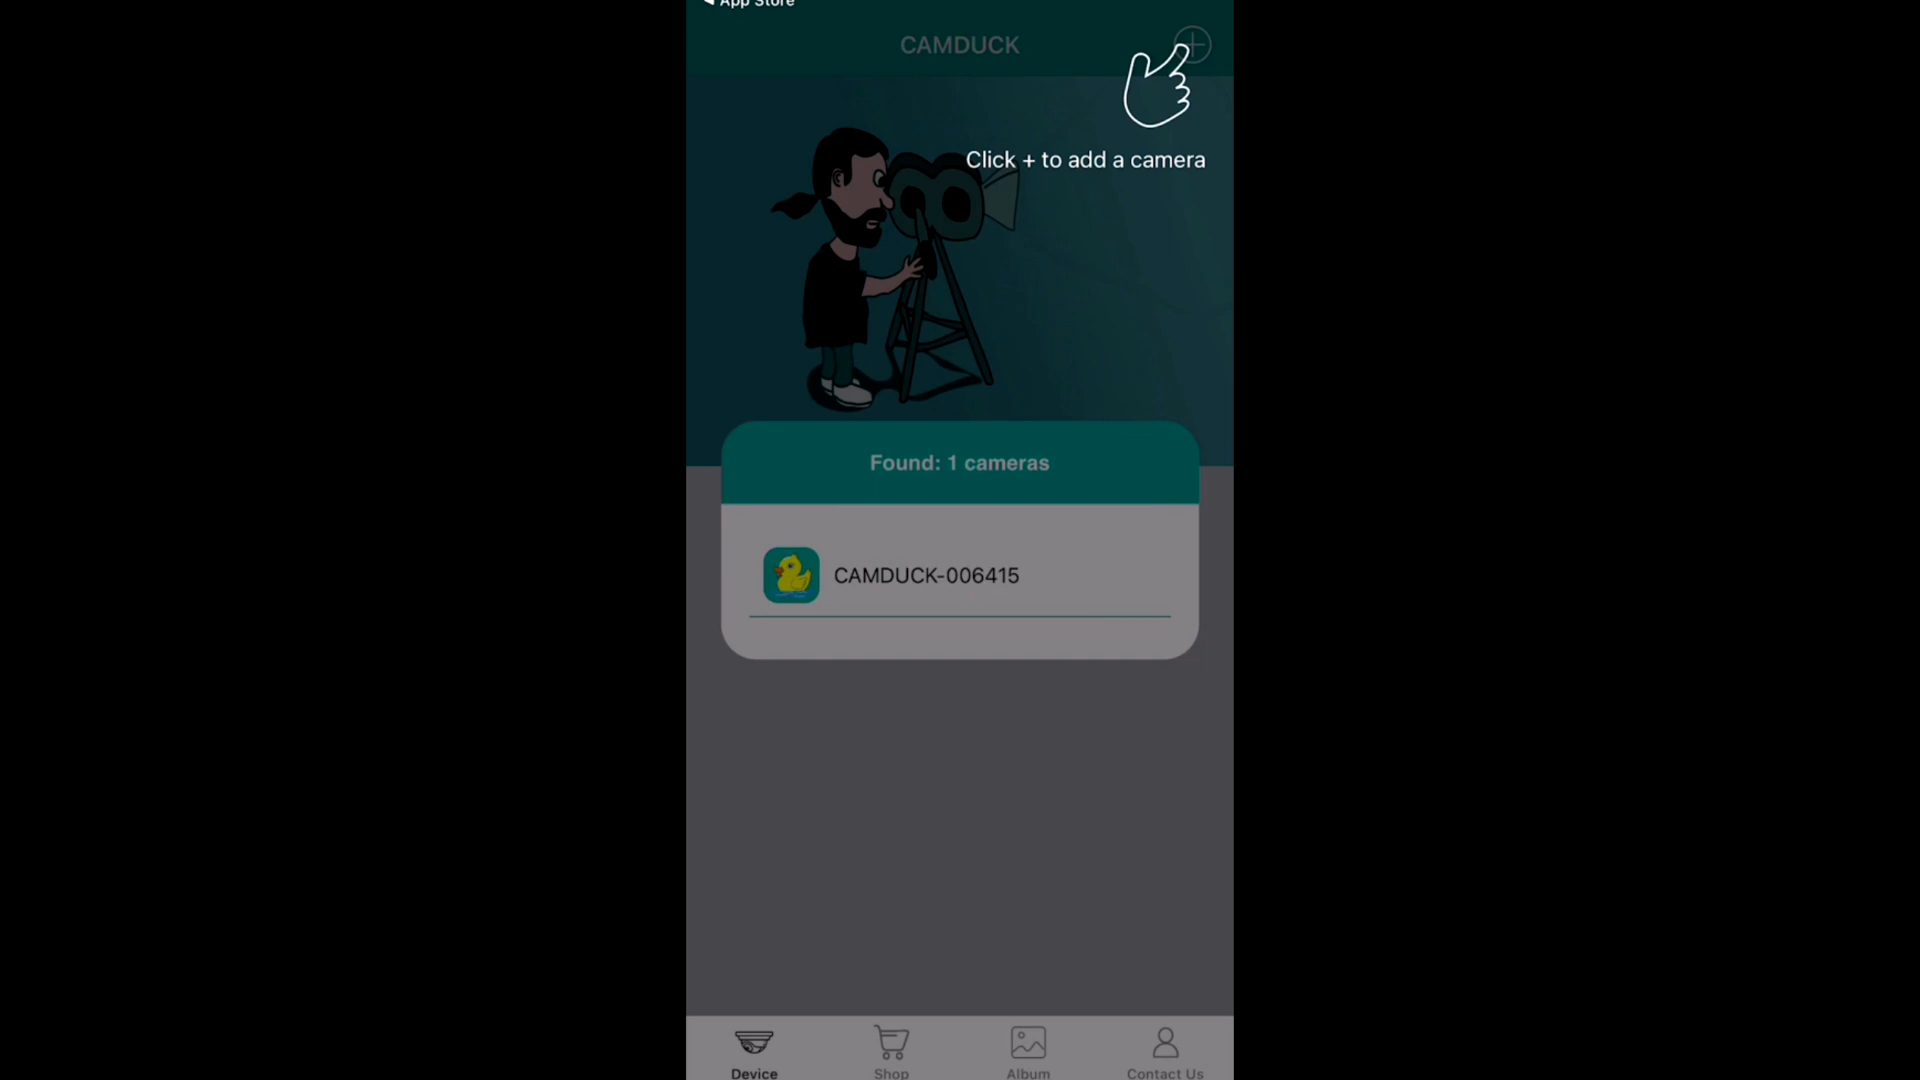 App Store
CAMDUCK
Click + to add a camera
Found: 1 cameras
CAMDUCK-006415
Device
Shop
Album
Contact Us